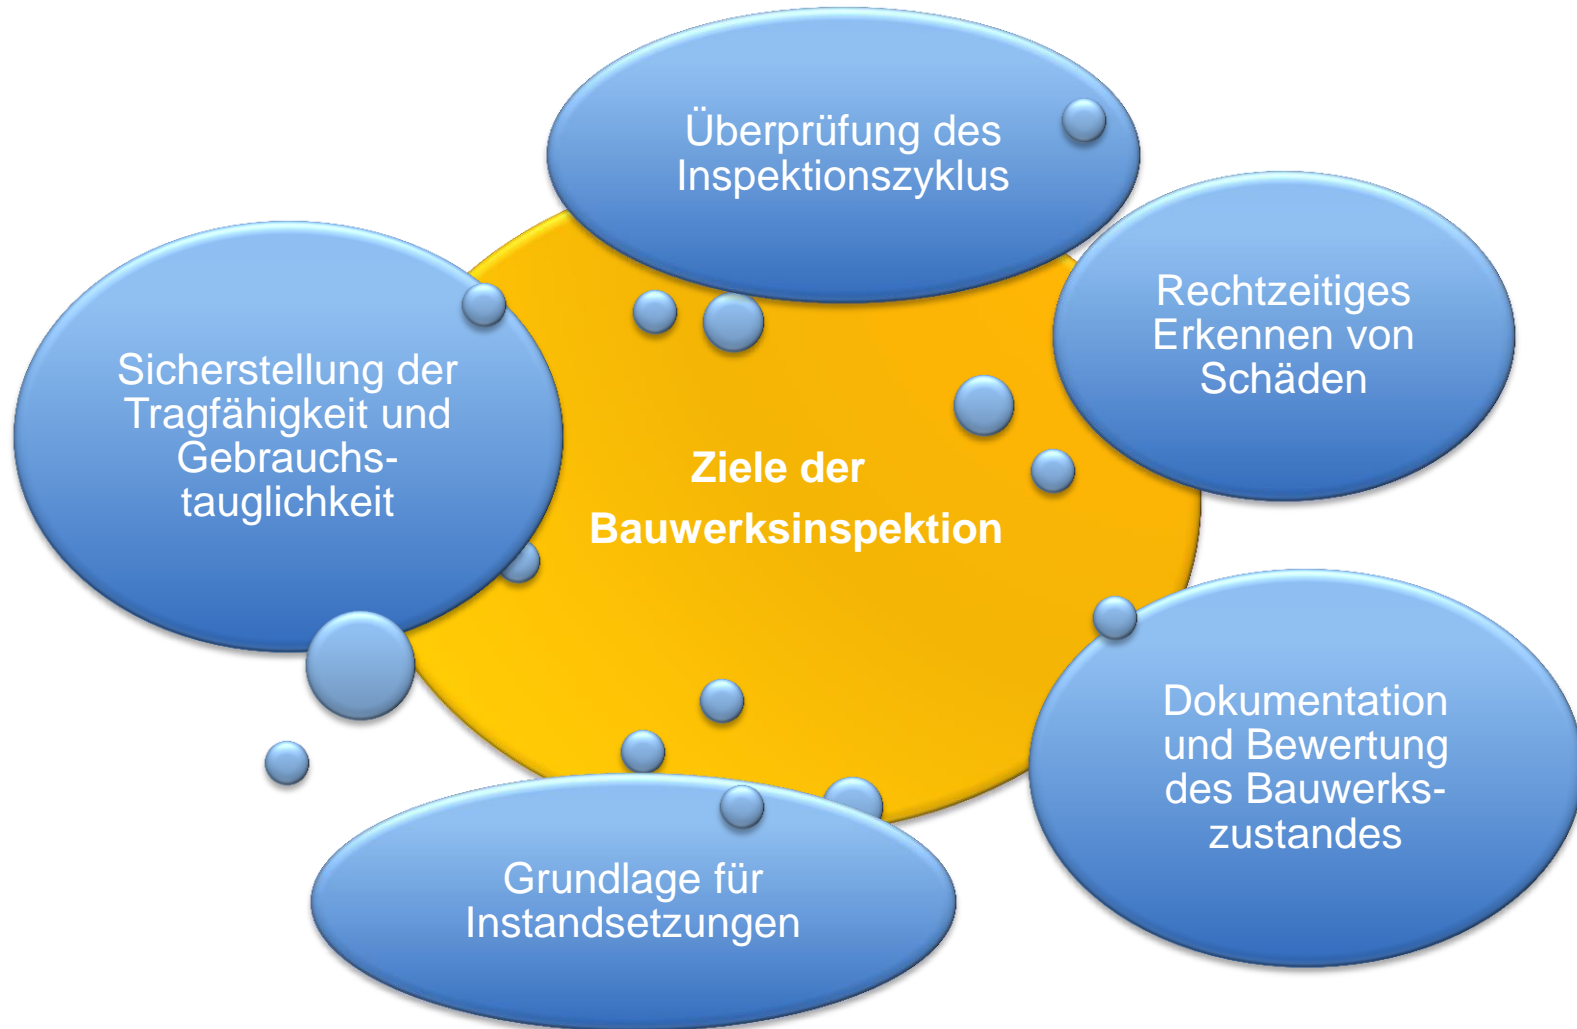 Überprüfung des
Inspektionszyklus
Rechtzeitiges
Erkennen von
Schäden
Sicherstellung der
Tragfähigkeit und
Gebrauchs-
tauglichkeit
Ziele der
Bauwerksinspektion
Dokumentation
und Bewertung
des Bauwerks-
zustandes
Grundlage für
Instandsetzungen